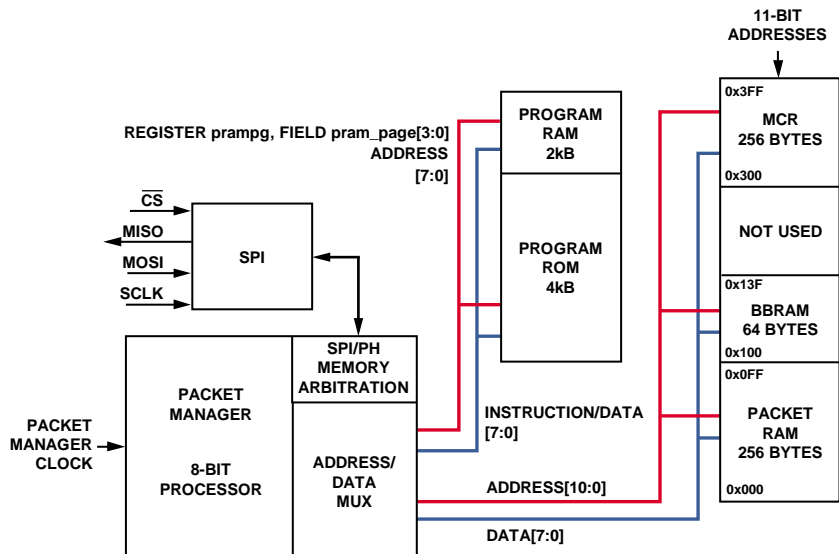 11-BIT
ADDRESSES
0x3FF
MCR
256 BYTES
0x300
NOT USED
0x13F
BBRAM
64 BYTES
0x100
0x0FF
PACKET
RAM
256 BYTES
0x000
PROGRAM
RAM
2kB
PROGRAM
ROM
4kB
REGISTER prampg, FIELD pram_page[3:0]
ADDRESS
[7:0]
CS
MISO
MOSI
SCLK
SPI
SPI/PH
MEMORY
ARBITRATION
PACKET
MANAGER
8-BIT
PROCESSOR
ADDRESS/
DATA
MUX
PACKET
MANAGER
CLOCK
INSTRUCTION/DATA
[7:0]
ADDRESS[10:0]
DATA[7:0]